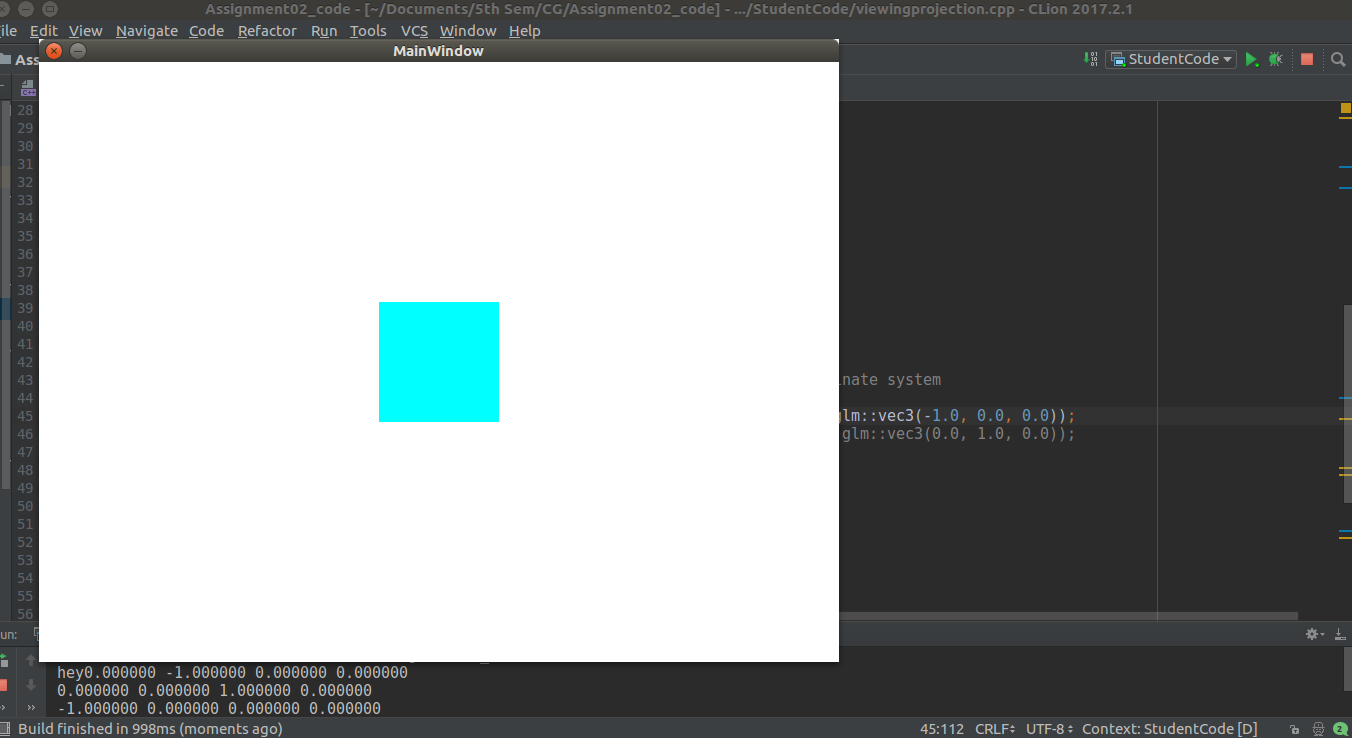 Assignment02_code - [~/Documents/5th Sem/CG/Assignment02_code] - .../StudentCode/viewingprojection.cpp - CLion 2017.2.1
ile Edit View Navigate Code Refactor Run Tools VCS Window Help
Ass
MainWindow
StudentCode
28
29
30
31
32
33
34
35
36
37
38
39
40
41
42
43 nate system
44
45 glm::vec3(-1.0, 0.0, 0.0));
46 glm::vec3(0.0, 1.0, 0.0));
47
48
49
50
51
52
53
54
55
56
un:
hey0.000000 -1.000000 0.000000 0.000000
0.000000 0.000000 1.000000 0.000000
-1.000000 0.000000 0.000000 0.000000
Build finished in 998ms (moments ago) 45:112 CRLF UTF-8 Context: StudentCode [D] 2